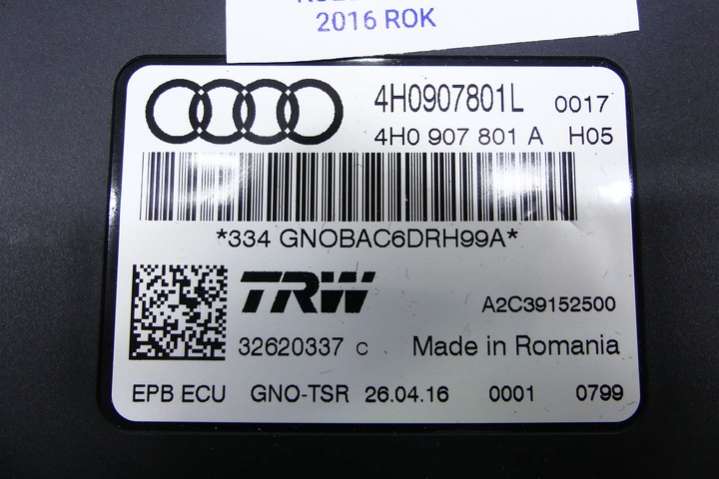 2016 ROK
4H0907801L 0017
4H0 907 801 A H05
*334 GNOBAC6DRH99A*
TRW
A2C39152500
32620337 C Made in Romania
EPB ECU GNO-TSR 26.04.16 0001 0799